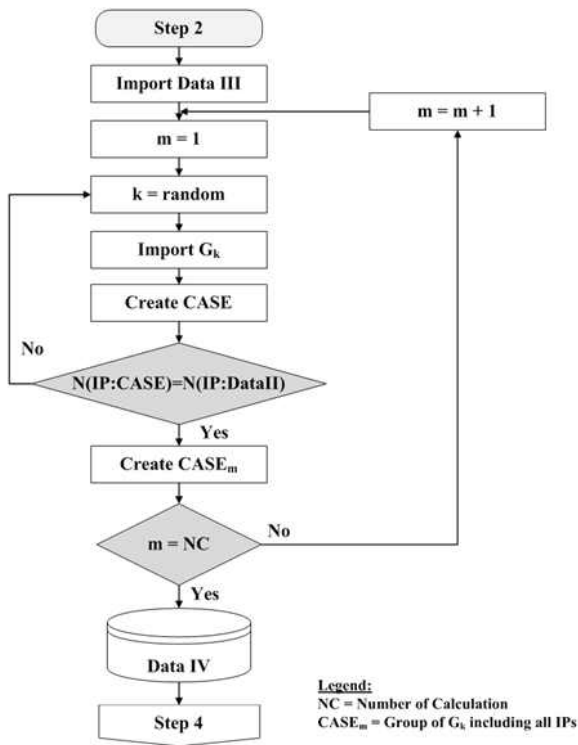 Step 2
Import Data III
m = m + 1
m = 1
k = random
Import Gₖ
Create CASE
No
N(IP:CASE)=N(IP:DataII)
Yes
Create CASEₘ
m = NC
No
Yes
Data IV
Step 4
Legend:
NC = Number of Calculation
CASEₘ = Group of Gₖ including all IPs